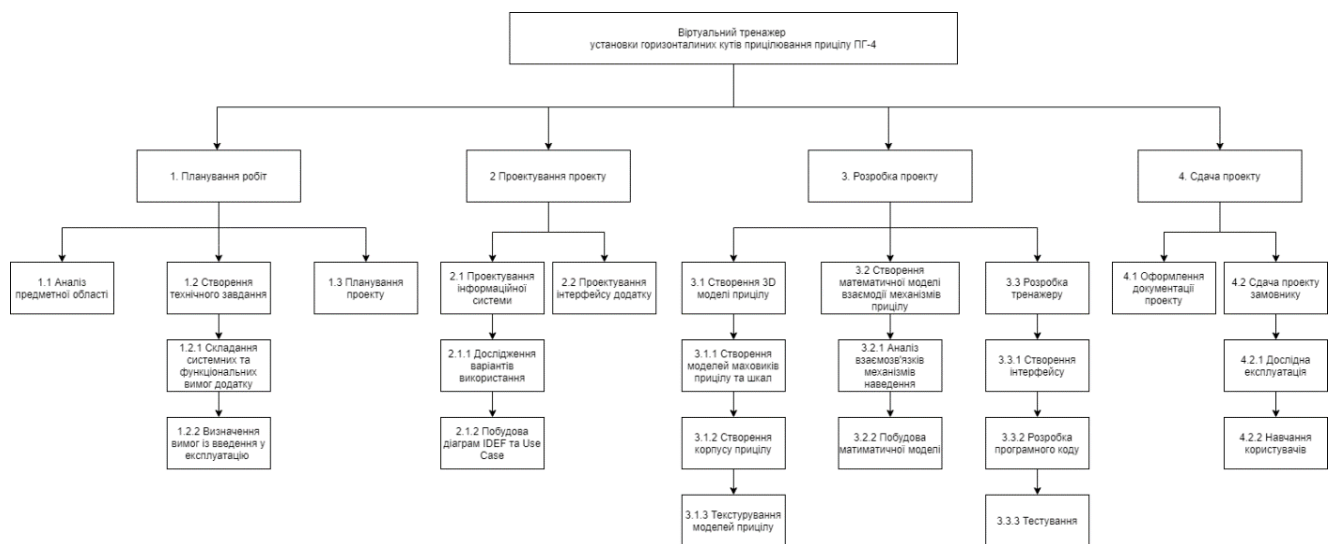 Віртуальний тренажер
установки горизонталиних кутів прицілювання прицілу ПГ-4
1. Планування робіт
2 Проектування проекту
3. Розробка проекту
4. Сдача проекту
1.1 Аналіз
предметної області
1.2 Створення
технічного завдання
1.3 Планування
проекту
2.1 Проектування
інформаційної
системи
2.2 Проектування
інтерфейсу додатку
3.1 Створення 3D
моделі прицілу
3.2 Створення
математичної моделі
взаємодії механізмів
прицілу
3.3 Розробка
тренажеру
4.1 Оформлення
документації
проекту
4.2 Сдача проекту
замовнику
1.2.1 Складання
системних та
функціональних
вимог додатку
2.1.1 Дослідження
варіантів
використання
3.1.1 Створення
моделей маховиків
прицілу та шкал
3.2.1 Аналіз
взаємозв'язків
механізмів
наведення
3.3.1 Створення
інтерфейсу
4.2.1 Дослідна
експлуатація
1.2.2 Визначення
вимог із введення у
експлуатацію
2.1.2 Побудова
діаграм IDEF та Use
Case
3.1.2 Створення
корпусу прицілу
3.2.2 Побудова
матиматичної моделі
3.3.2 Розробка
програмного коду
4.2.2 Навчання
користувачів
3.1.3 Текстурування
моделей прицілу
3.3.3 Тестування